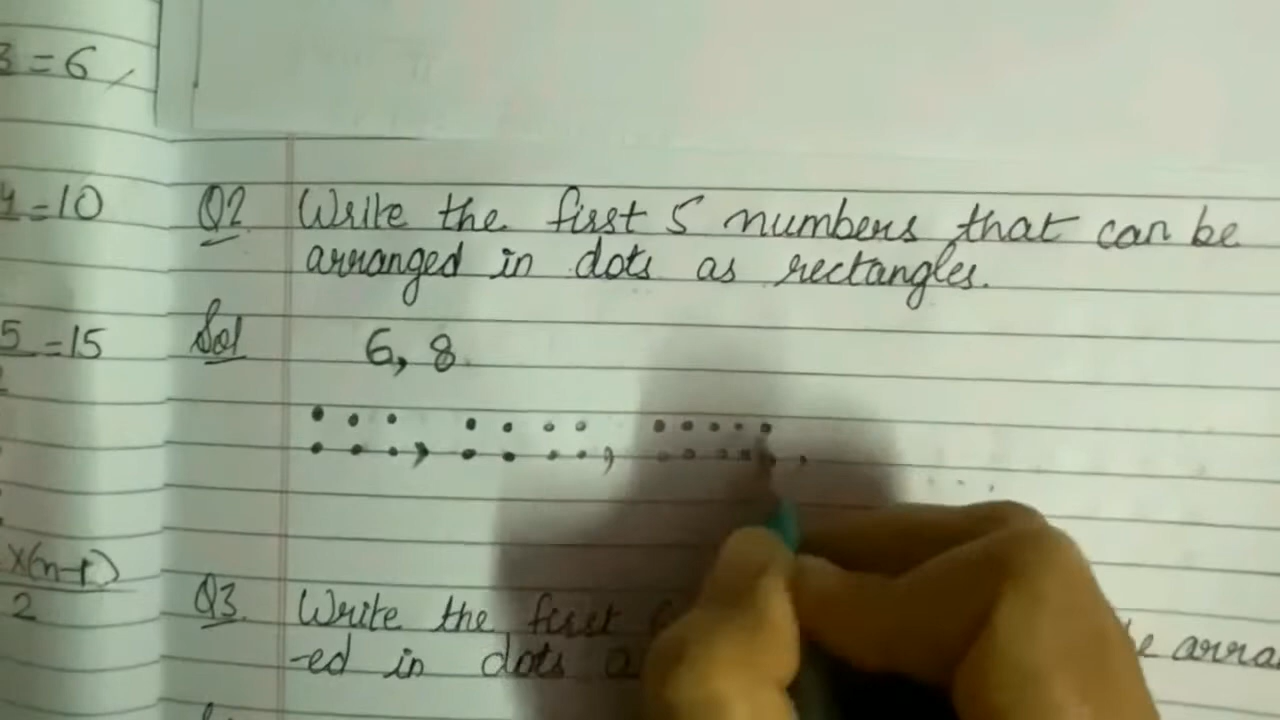 3=6
4=10
5=15
x(n-1)
2
Q2 Write the first 5 numbers that can be
arranged in dots as rectangles.
Sol 6, 8
Q3. Write the first
-ed in dots
arra